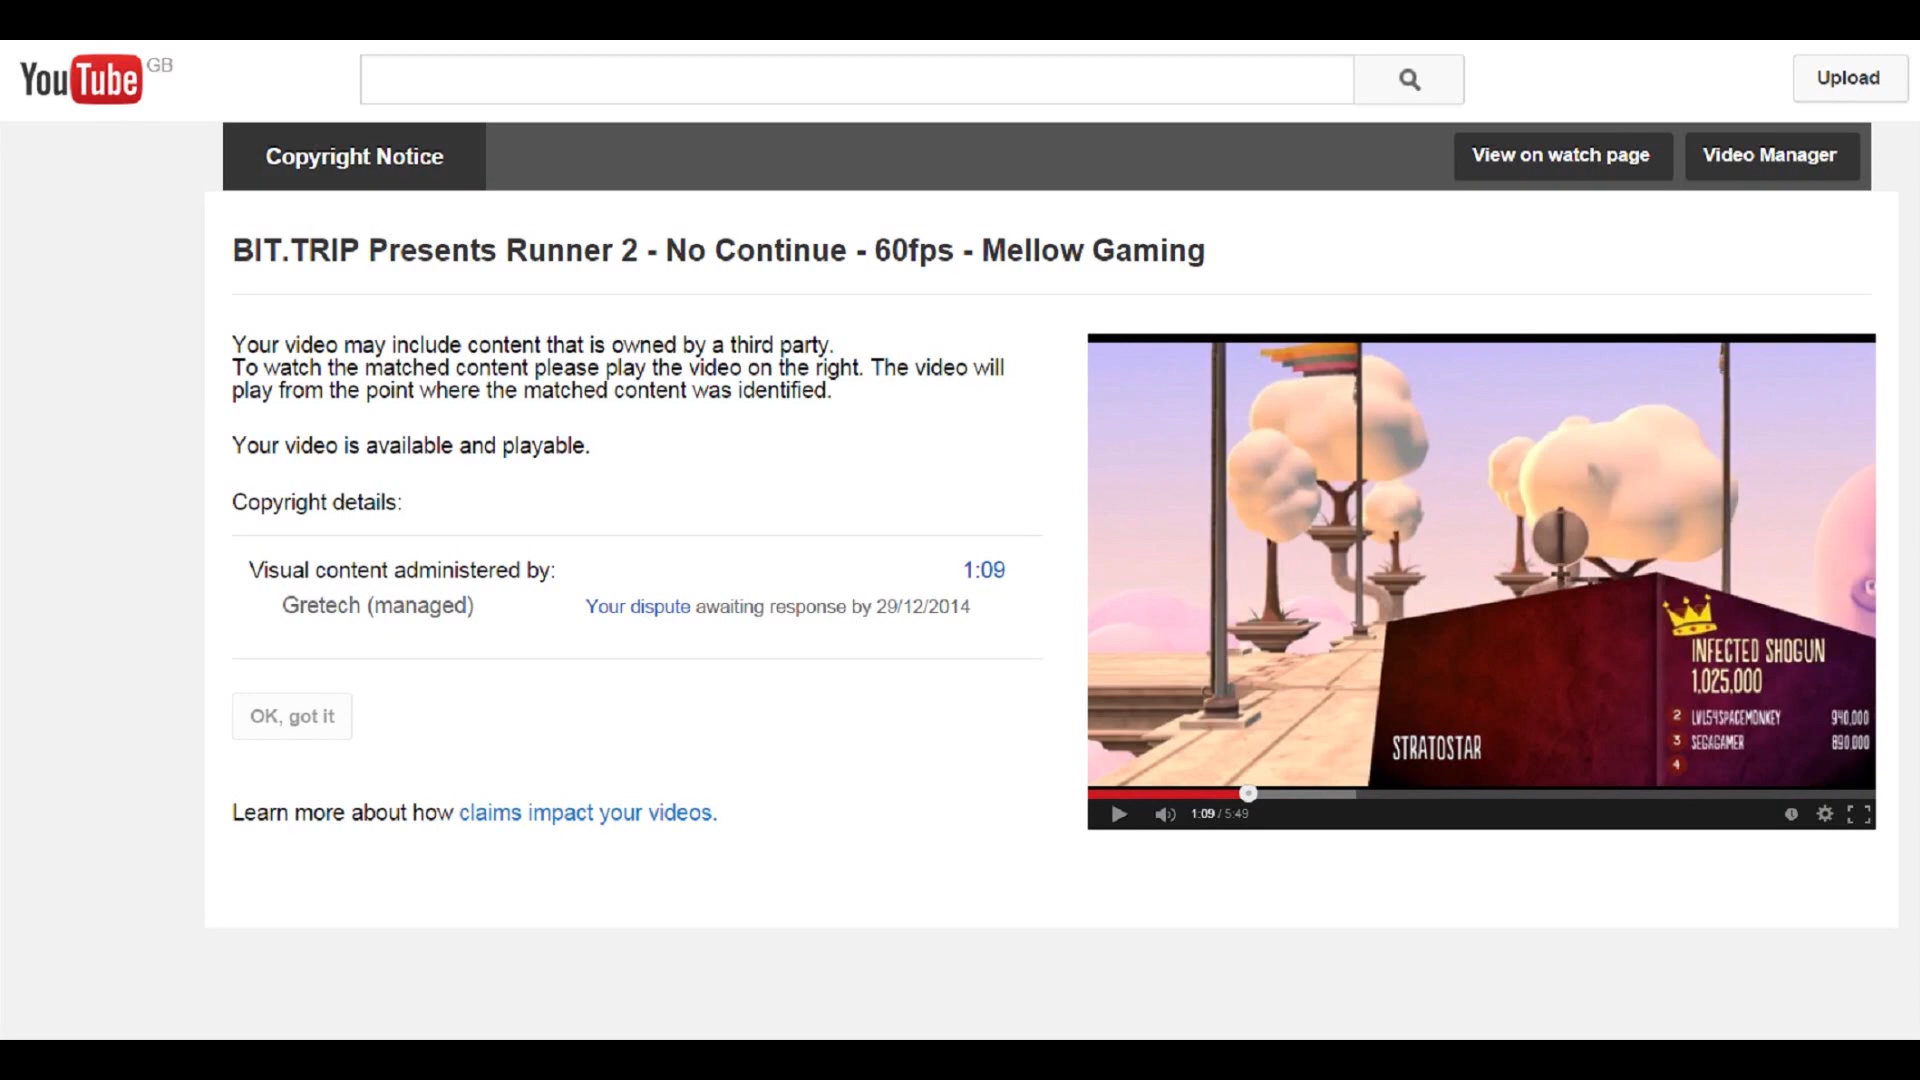 YouTube GB
Upload
Copyright Notice
View on watch page
Video Manager
BIT.TRIP Presents Runner 2 - No Continue - 60fps - Mellow Gaming
Your video may include content that is owned by a third party.
To watch the matched content please play the video on the right. The video will
play from the point where the matched content was identified.
Your video is available and playable.
Copyright details:
Visual content administered by: 1:09
Gretech (managed) Your dispute awaiting response by 29/12/2014
OK, got it
Learn more about how claims impact your videos.
INFECTED SHOGUN
1,025,000
2 LVL54SPACEMONKEY 940,000
3 SEGAGAMER 890,000
4
STRATOSTAR
1:09 / 5:49